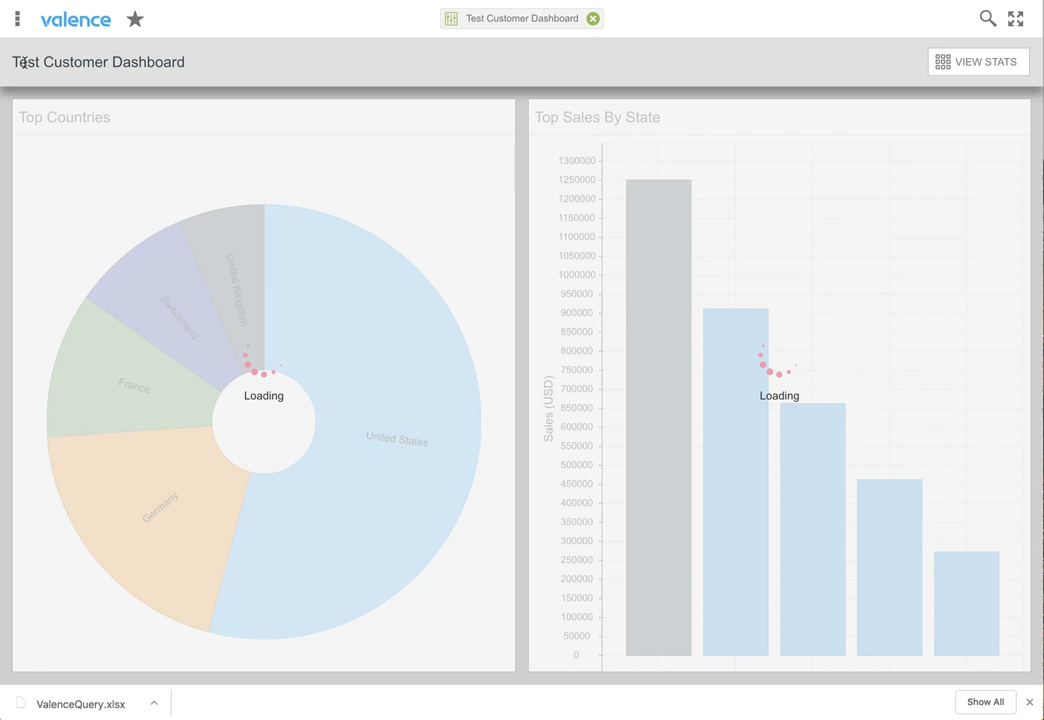 valence
Test Customer Dashboard
Test Customer Dashboard
VIEW STATS
Top Countries
United Kingdom
Switzerland
France
Loading
United States
Germany
Top Sales By State
1300000
1250000
1200000
1150000
1100000
1050000
1000000
950000
900000
850000
800000
750000
700000
650000
600000
550000
500000
450000
400000
350000
300000
250000
200000
150000
100000
50000
0
Sales (USD)
Loading
ValenceQuery.xlsx
Show All